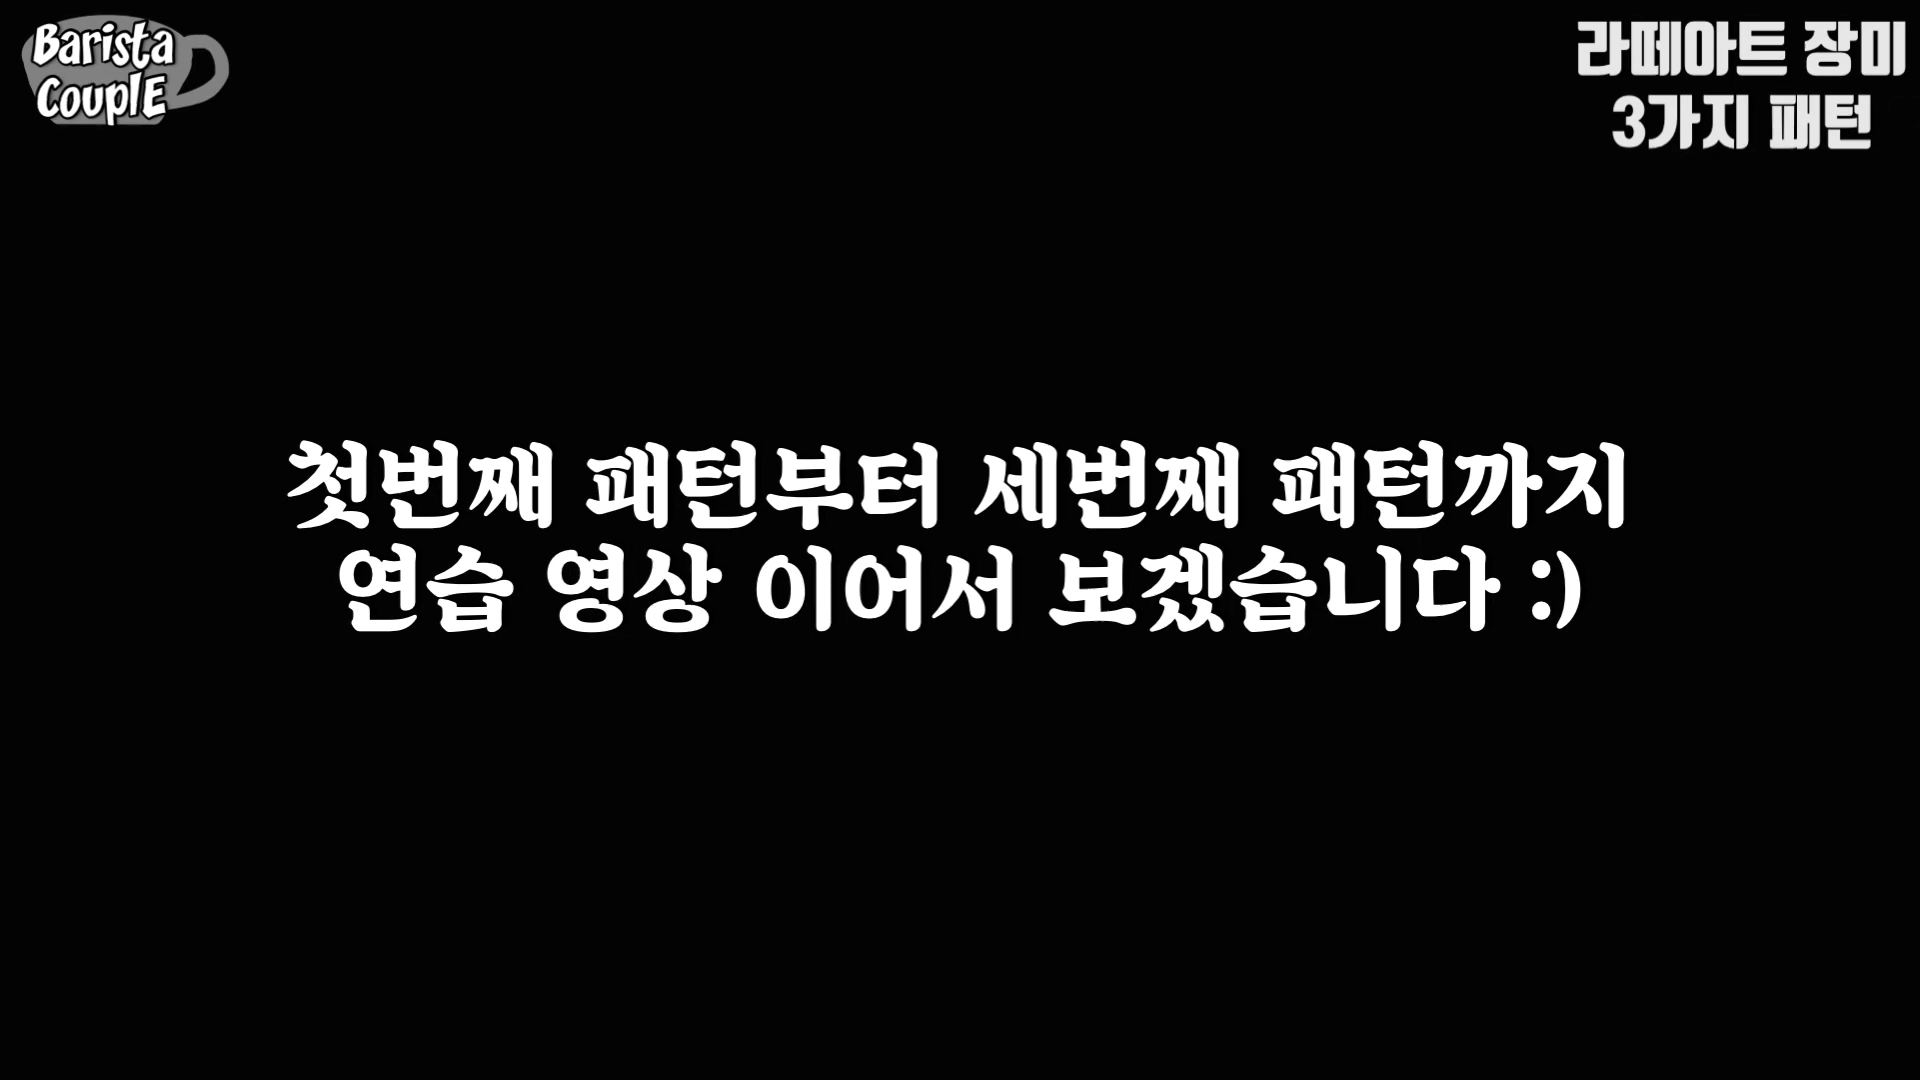 Barista
CouplE
라떼아트 장미
3가지 패턴
첫번째 패턴부터 세번째 패턴까지
연습 영상 이어서 보겠습니다 :)